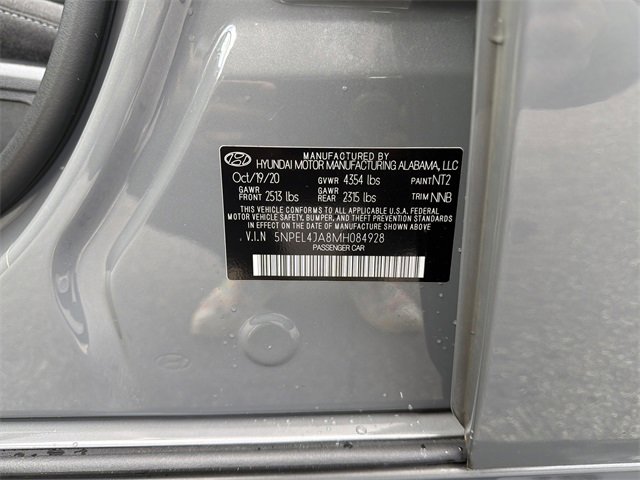 MANUFACTURED BY
HYUNDAI MOTOR MANUFACTURING ALABAMA, LLC
Oct/19/20 GVWR 4354 lbs PAINT NT2
GAWR FRONT 2513 lbs GAWR REAR 2315 lbs TRIM NNB
THIS VEHICLE CONFORMS TO ALL APPLICABLE U.S.A. FEDERAL
MOTOR VEHICLE SAFETY, BUMPER, AND THEFT PREVENTION STANDARDS
IN EFFECT ON THE DATE OF MANUFACTURE SHOWN ABOVE.
V.I.N 5NPEL4JA8MH084928
PASSENGER CAR